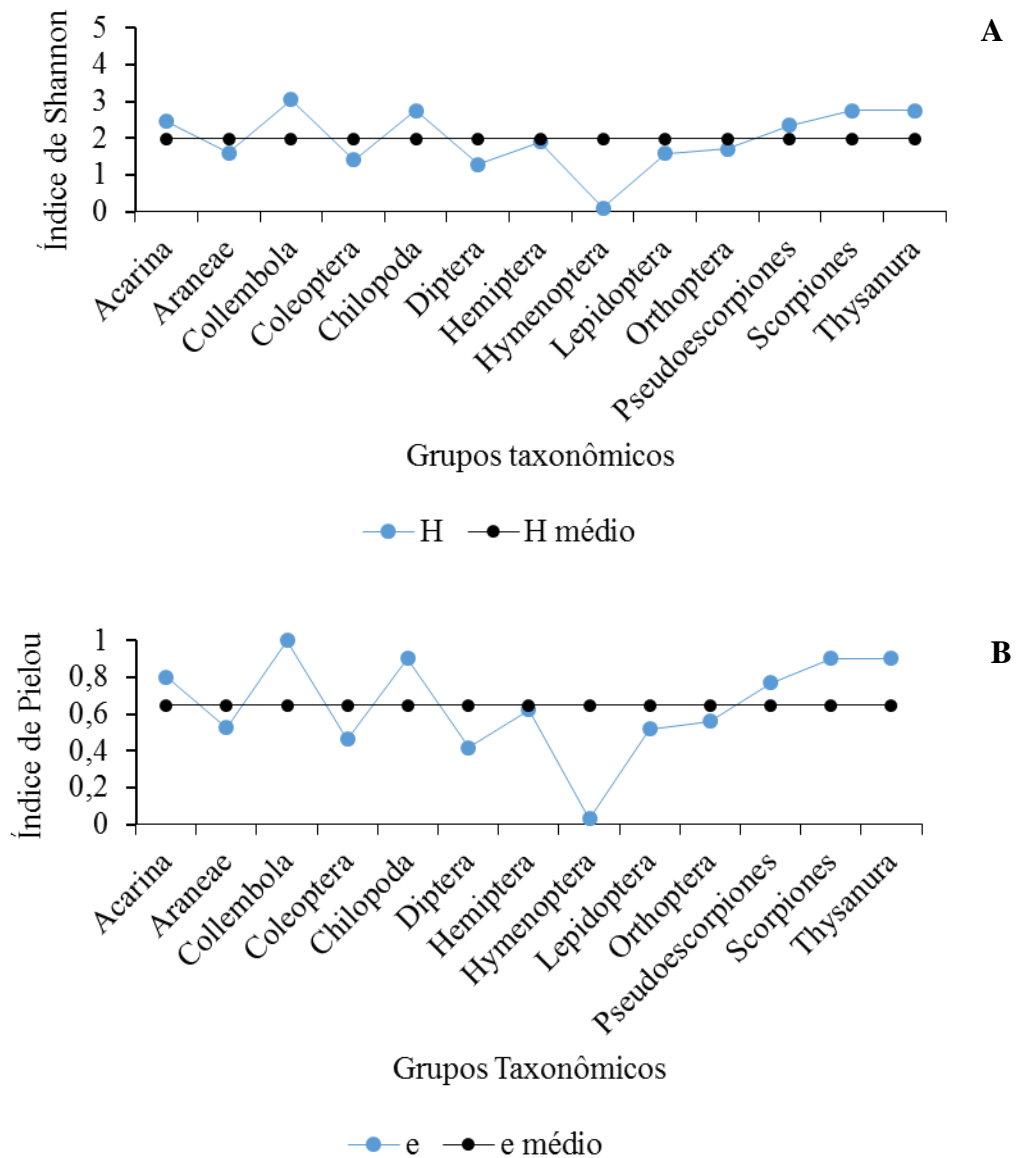 A
Índice de Shannon
5
4
3
2
1
0
Acarina
Araneae
Collembola
Coleoptera
Chilopoda
Diptera
Hemiptera
Hymenoptera
Lepidoptera
Orthoptera
Pseudoescorpiones
Scorpiones
Thysanura
Grupos taxonômicos
H
H médio
B
Índice de Pielou
1
0,8
0,6
0,4
0,2
0
Acarina
Araneae
Collembola
Coleoptera
Chilopoda
Diptera
Hemiptera
Hymenoptera
Lepidoptera
Orthoptera
Pseudoescorpiones
Scorpiones
Thysanura
Grupos Taxonômicos
e
e médio